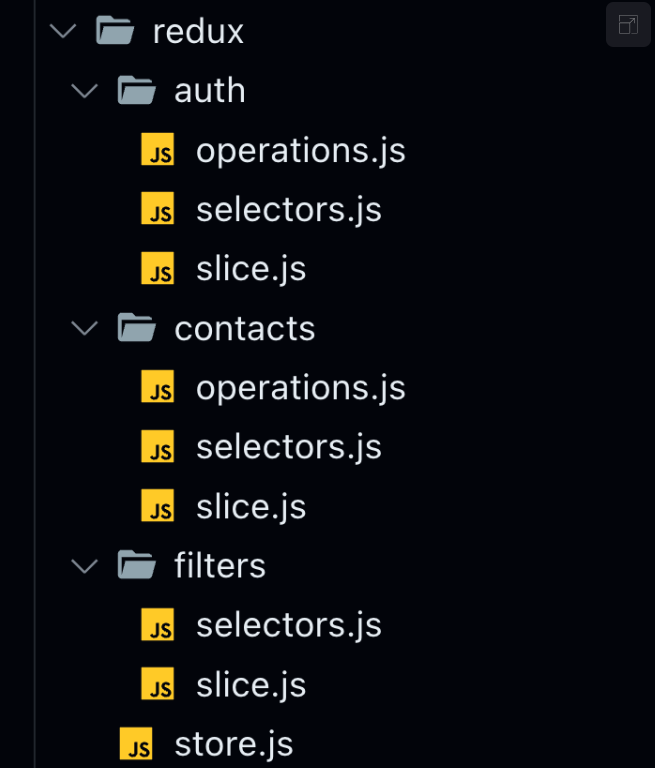 redux
auth
JS operations.js
JS selectors.js
JS slice.js
contacts
JS operations.js
JS selectors.js
JS slice.js
filters
JS selectors.js
JS slice.js
JS store.js